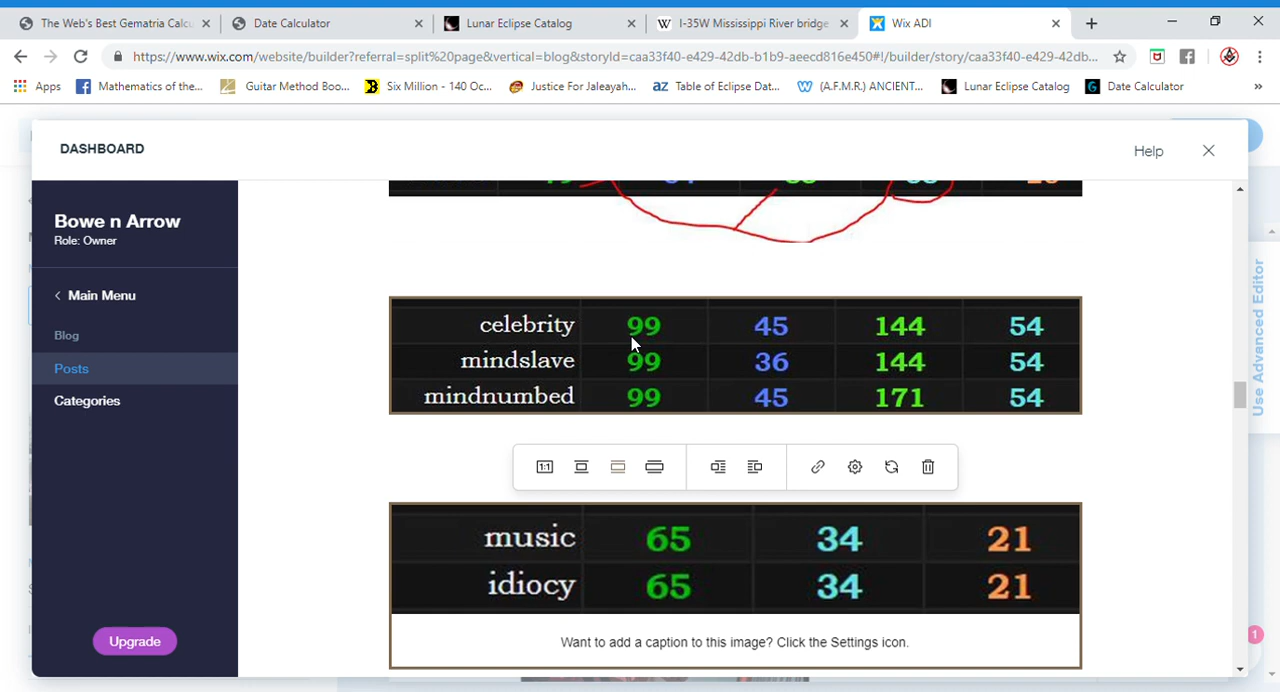 The Web's Best Gematria Calcu
Date Calculator
Lunar Eclipse Catalog
I-35W Mississippi River bridge
Wix ADI
https://www.wix.com/website/builder?referral=split%20page&vertical=blog&storyId=caa33f40-e429-42db-b1b9-aeecd816e450#!/builder/story/caa33f40-e429-42db-b...
Apps
Mathematics of the...
Guitar Method Boo...
Six Million - 140 Oc...
Justice For Jaleayah...
Table of Eclipse Dat...
(A.F.M.R.) ANCIENT...
Lunar Eclipse Catalog
Date Calculator
DASHBOARD
Help
Bowe n Arrow
Role: Owner
Main Menu
Blog
Posts
Categories
Upgrade
celebrity 99 45 144 54
mindslave 99 36 144 54
mindnumbed 99 45 171 54
1:1
music 65 34 21
idiocy 65 34 21
Want to add a caption to this image? Click the Settings icon.
Use Advanced Editor
1